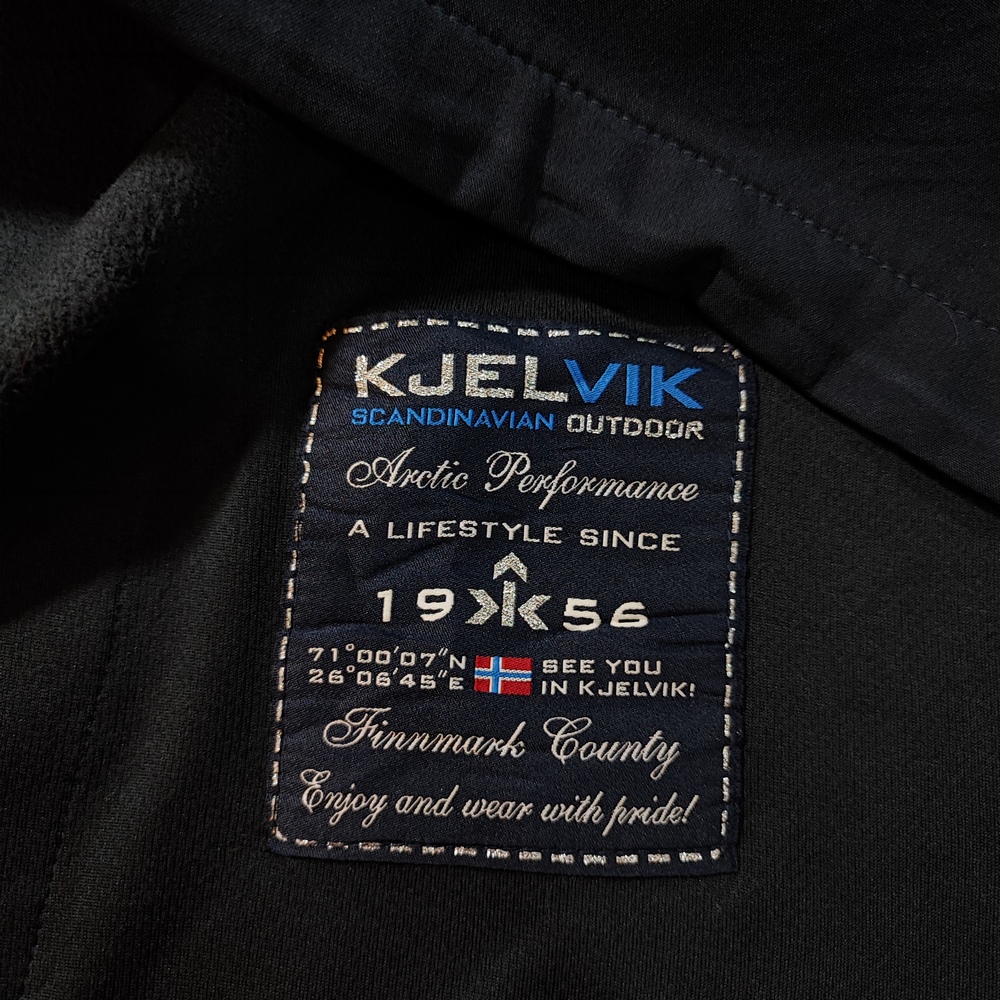 KJELVIK
SCANDINAVIAN OUTDOOR
Arctic Performance
A LIFESTYLE SINCE
19 K 56
71°00'07"N SEE YOU
26°06'45"E IN KJELVIK!
Finnmark County
Enjoy and wear with pride!